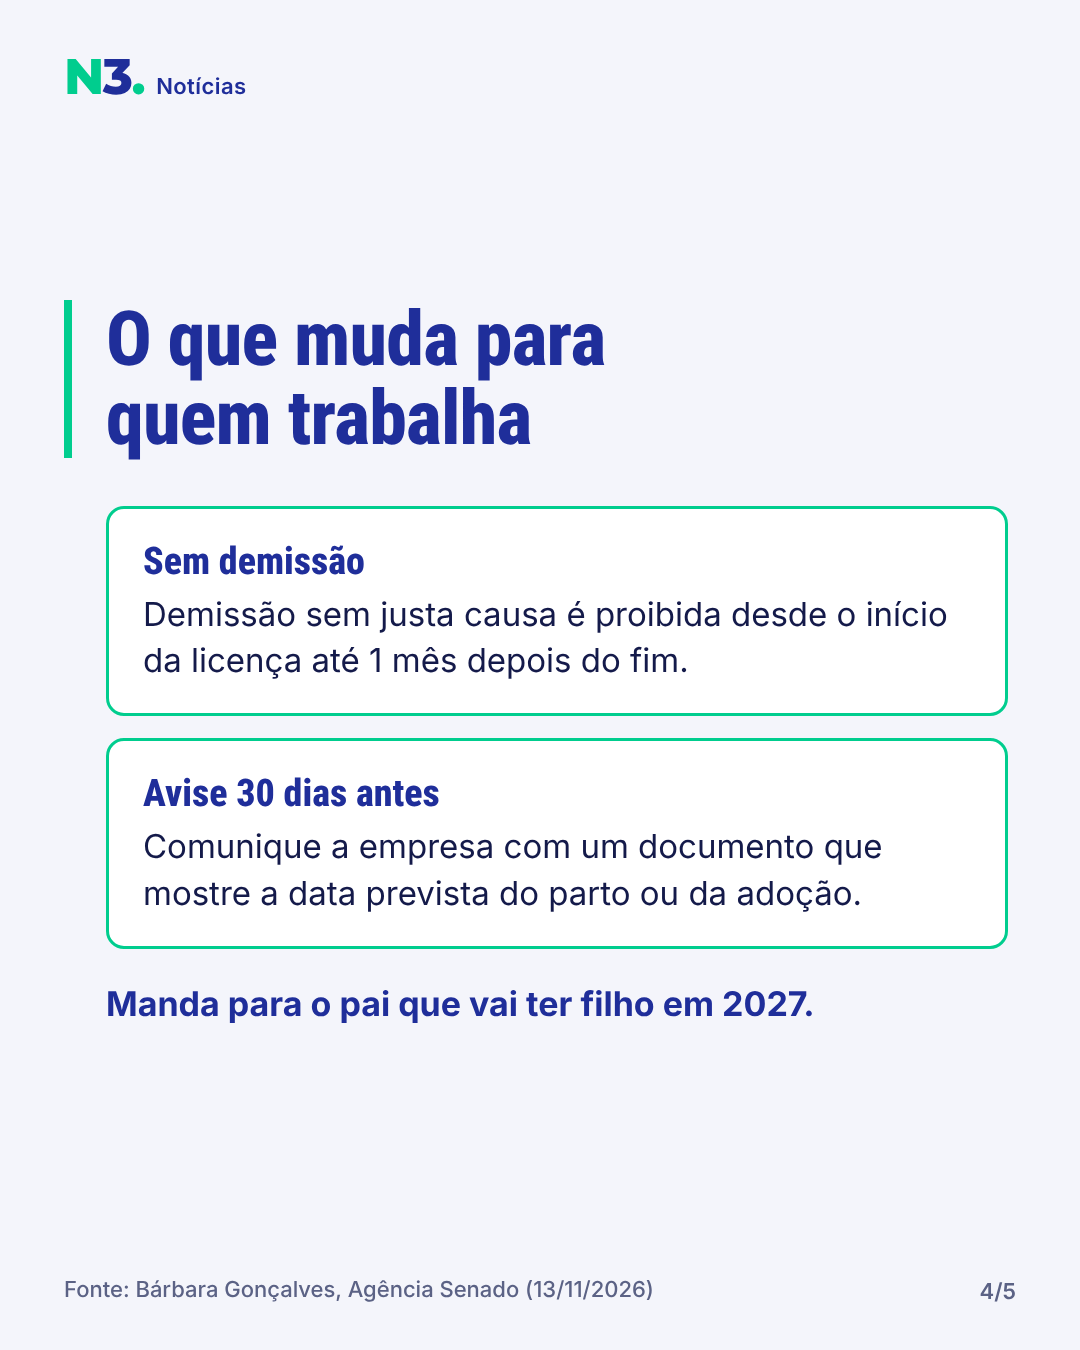 N3. Notícias
O que muda para
quem trabalha
Sem demissão
Demissão sem justa causa é proibida desde o início
da licença até 1 mês depois do fim.
Avise 30 dias antes
Comunique a empresa com um documento que
mostre a data prevista do parto ou da adoção.
Manda para o pai que vai ter filho em 2027.
Fonte: Bárbara Gonçalves, Agência Senado (13/11/2026)
4/5